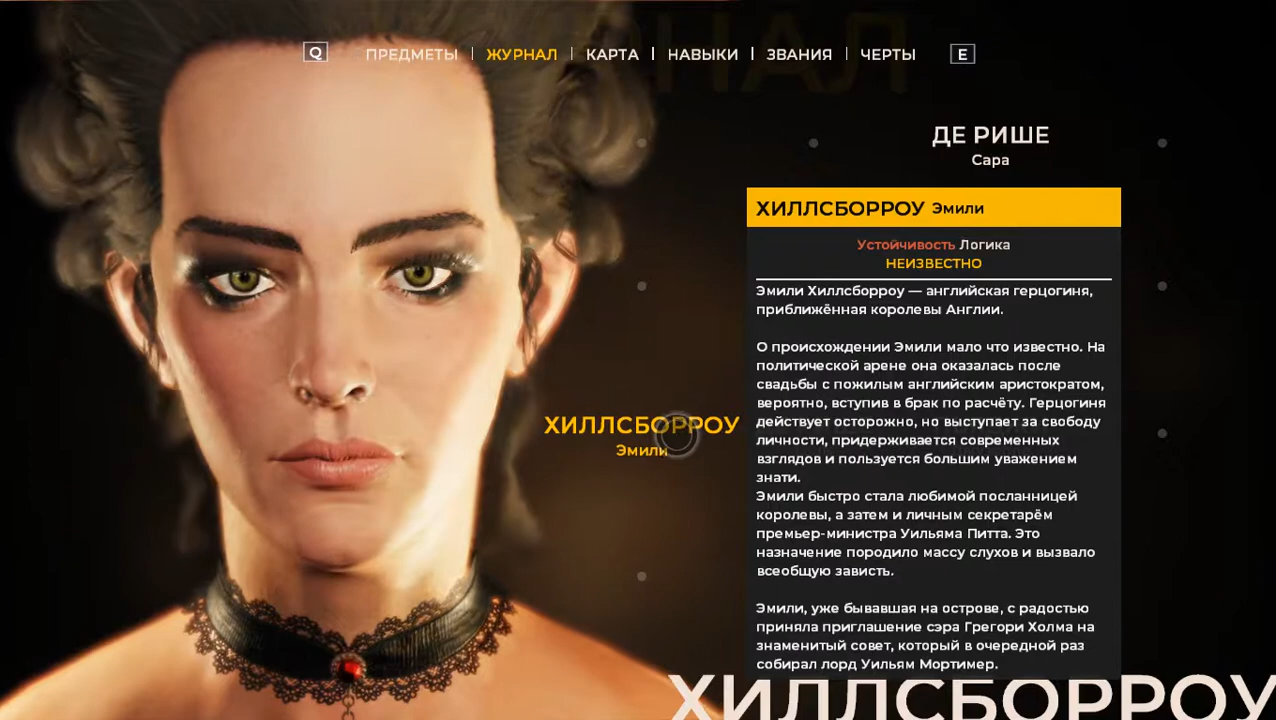 Q ПРЕДМЕТЫ ЖУРНАЛ КАРТА НАВЫКИ ЗВАНИЯ ЧЕРТЫ E
ДЕ РИШЕ
Сара
ХИЛЛСБОРРОУ Эмили
Устойчивость Логика
НЕИЗВЕСТНО
Эмили Хиллсборроу — английская герцогиня,
приближённая королевы Англии.
О происхождении Эмили мало что известно. На
политической арене она оказалась после
свадьбы с пожилым английским аристократом,
вероятно, вступив в брак по расчёту. Герцогиня
действует осторожно, но выступает за свободу
личности, придерживается современных
взглядов и пользуется большим уважением
знати.
Эмили быстро стала любимой посланницей
королевы, а затем и личным секретарём
премьер-министра Уильяма Питта. Это
назначение породило массу слухов и вызвало
всеобщую зависть.
Эмили, уже бывавшая на острове, с радостью
приняла приглашение сэра Грегори Холма на
знаменитый совет, который в очередной раз
собирал лорд Уильям Мортимер.
ХИЛЛСБОРРОУ
Эмили
ХИЛЛСБОРРОУ